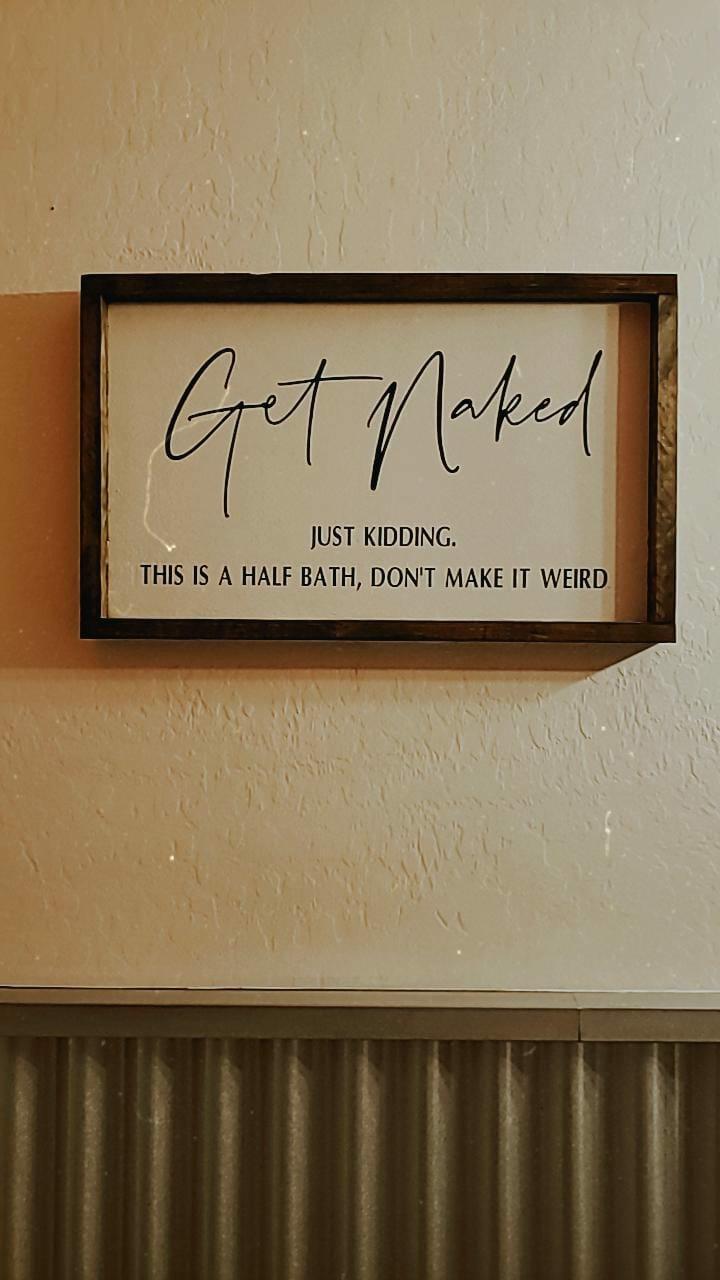 Get Naked
JUST KIDDING.
THIS IS A HALF BATH, DON'T MAKE IT WEIRD